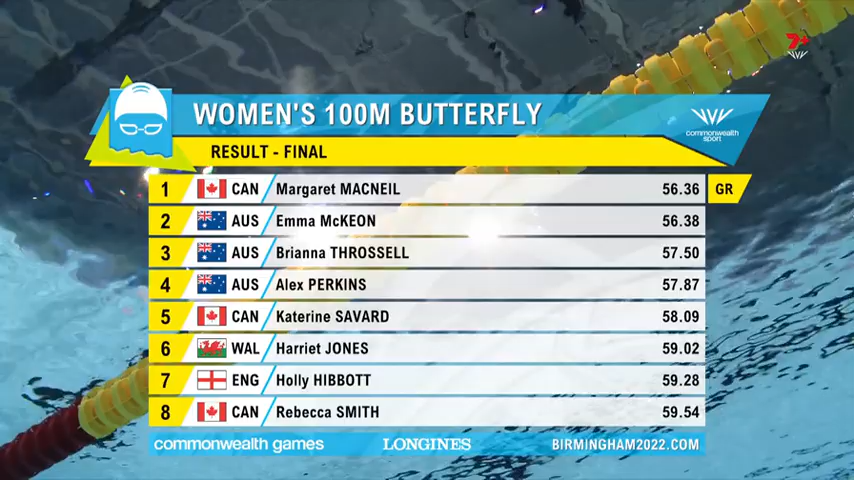 7+
WOMEN'S 100M BUTTERFLY
commonwealth
sport
RESULT - FINAL
1 CAN Margaret MACNEIL 56.36 GR
2 AUS Emma McKEON 56.38
3 AUS Brianna THROSSELL 57.50
4 AUS Alex PERKINS 57.87
5 CAN Katerine SAVARD 58.09
6 WAL Harriet JONES 59.02
7 ENG Holly HIBBOTT 59.28
8 CAN Rebecca SMITH 59.54
commonwealth games LONGINES BIRMINGHAM2022.COM